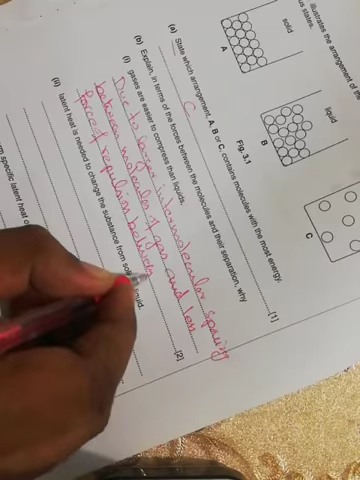 illustrates the arrangement of the
us states.
solid
liquid
A
B
C
Fig. 3.1
(a) State which arrangement, A, B or C, contains molecules with the most energy.
C
[1]
(b) Explain, in terms of the forces between the molecules and their separation, why
(i) gases are easier to compress than liquids.
Due to larger intermolecular spacing
between molecules of gas and less
force of repulsion between
[2]
(ii) latent heat is needed to change the substance from solid liquid.
m specific latent heat o